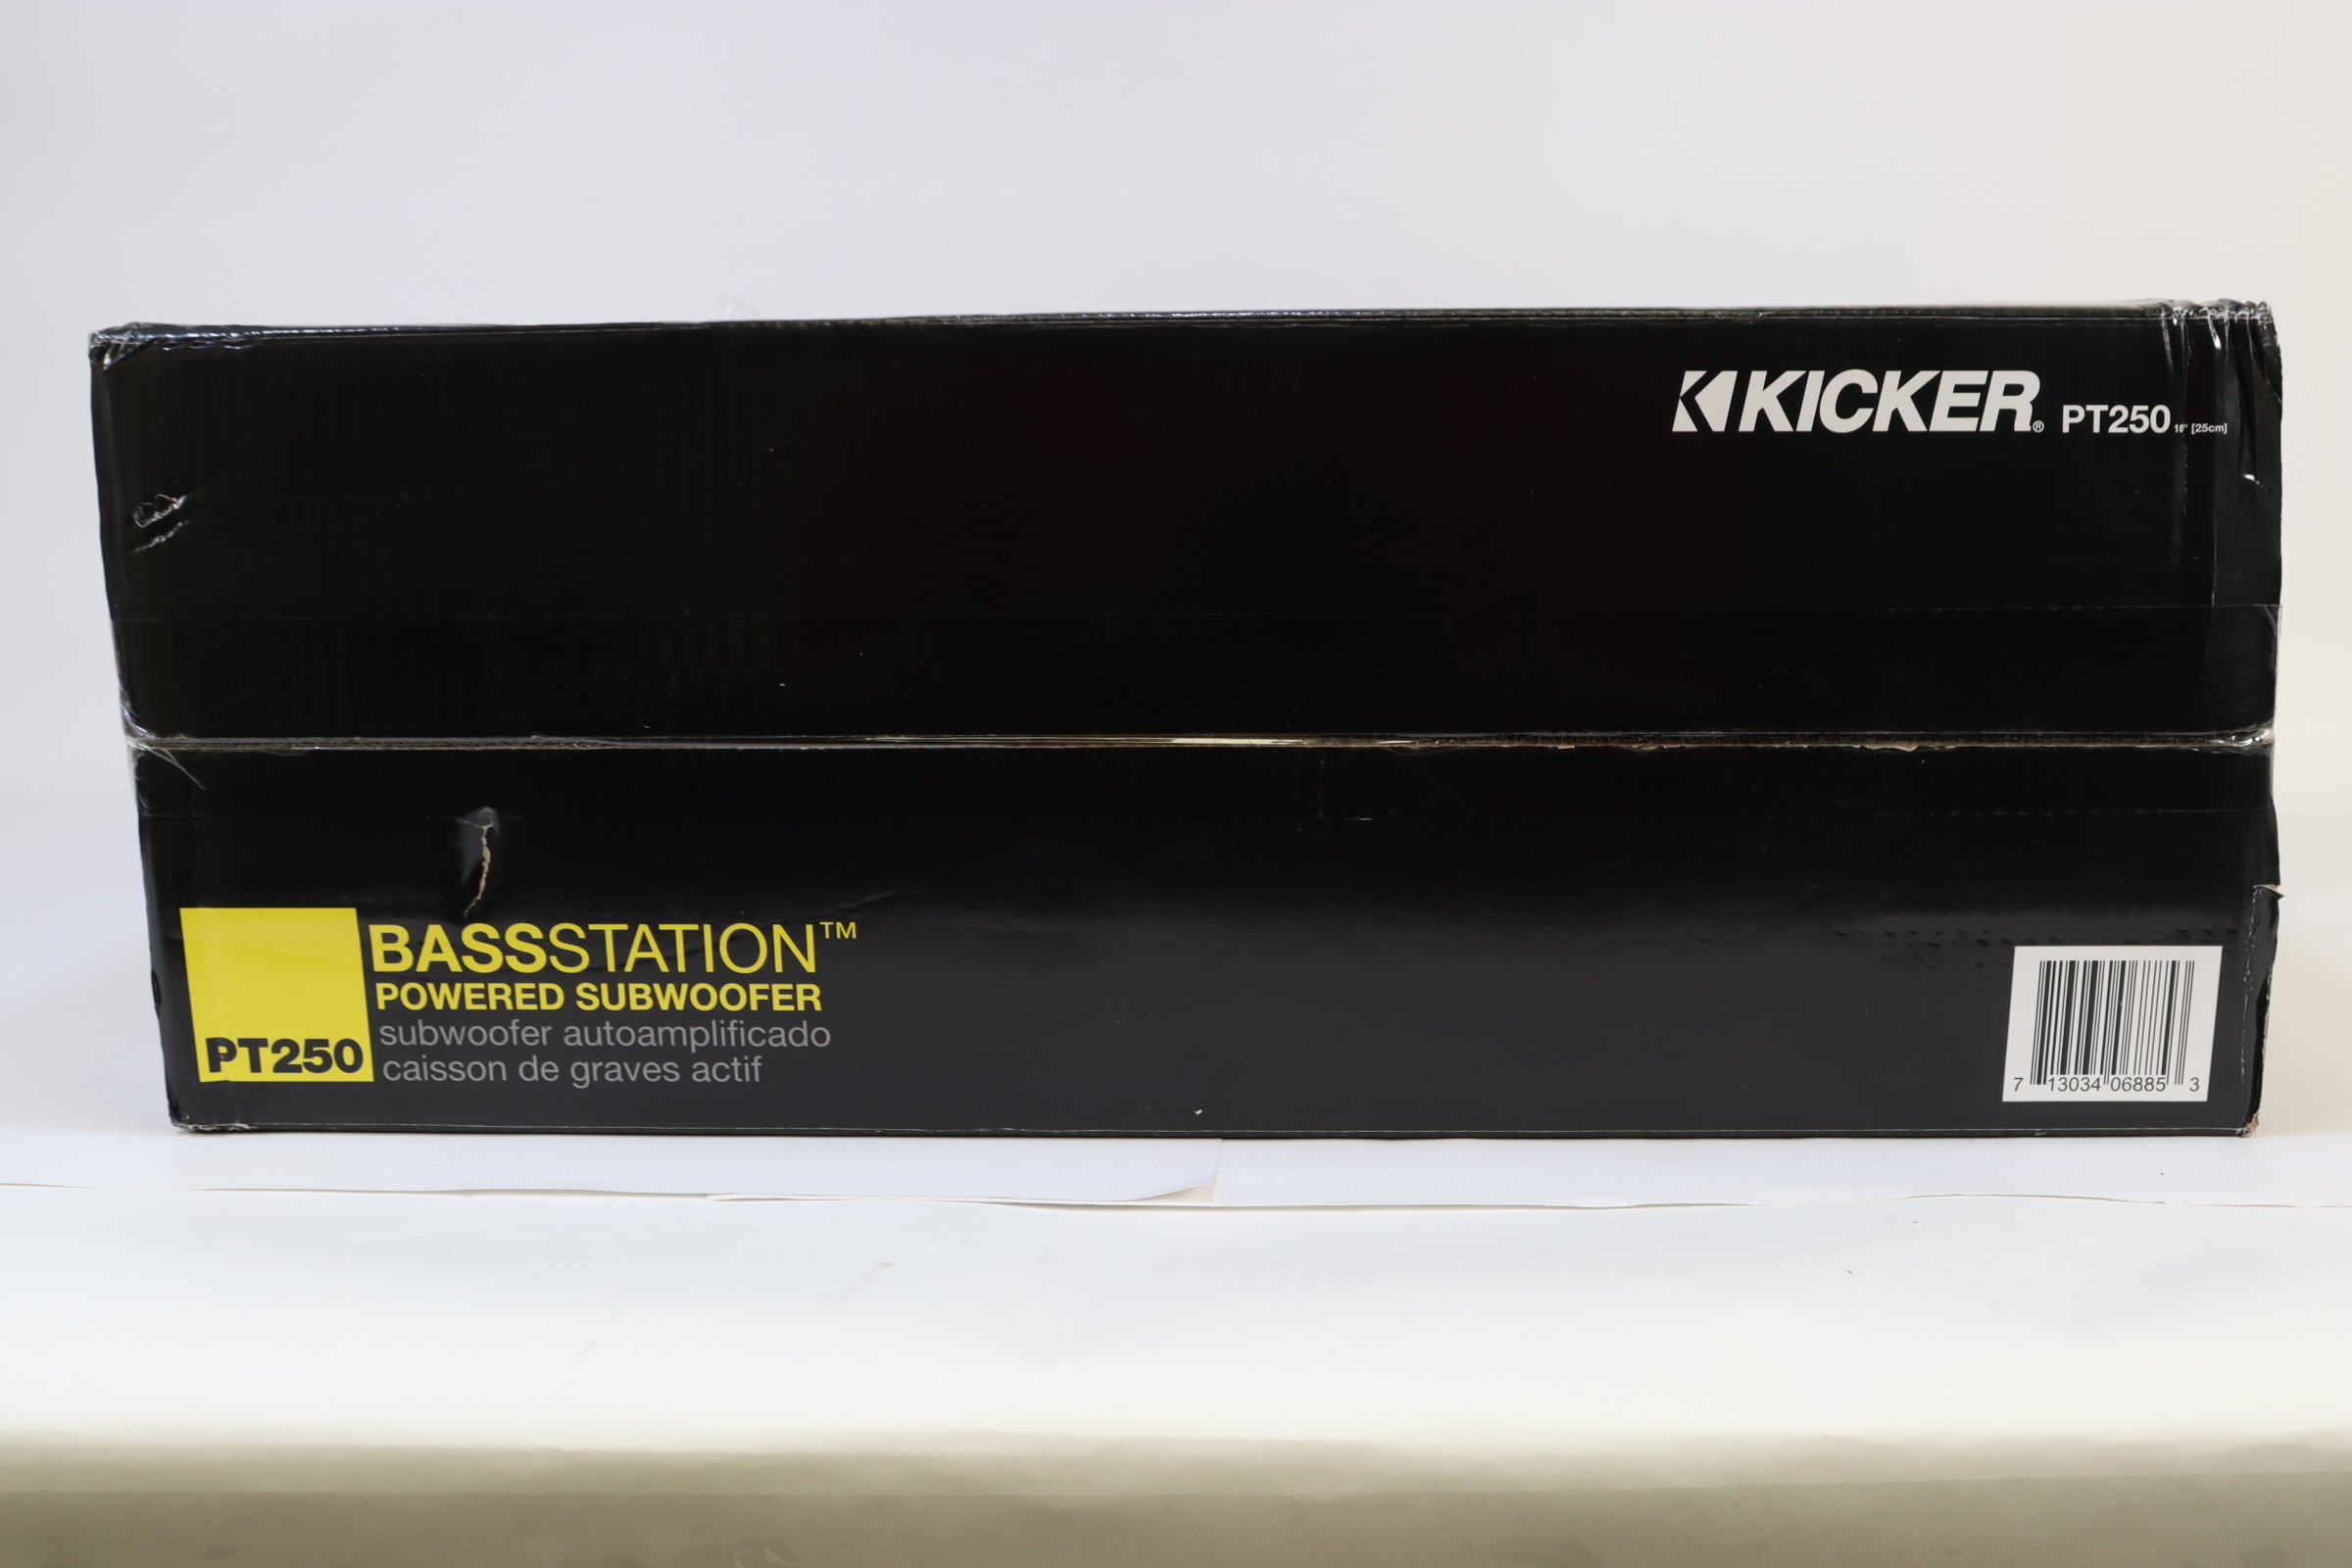 KICKER® PT250 10" [25cm]
BASSSTATION™
POWERED SUBWOOFER
subwoofer autoamplificado
caisson de graves actif
PT250
7 13034 06885 3